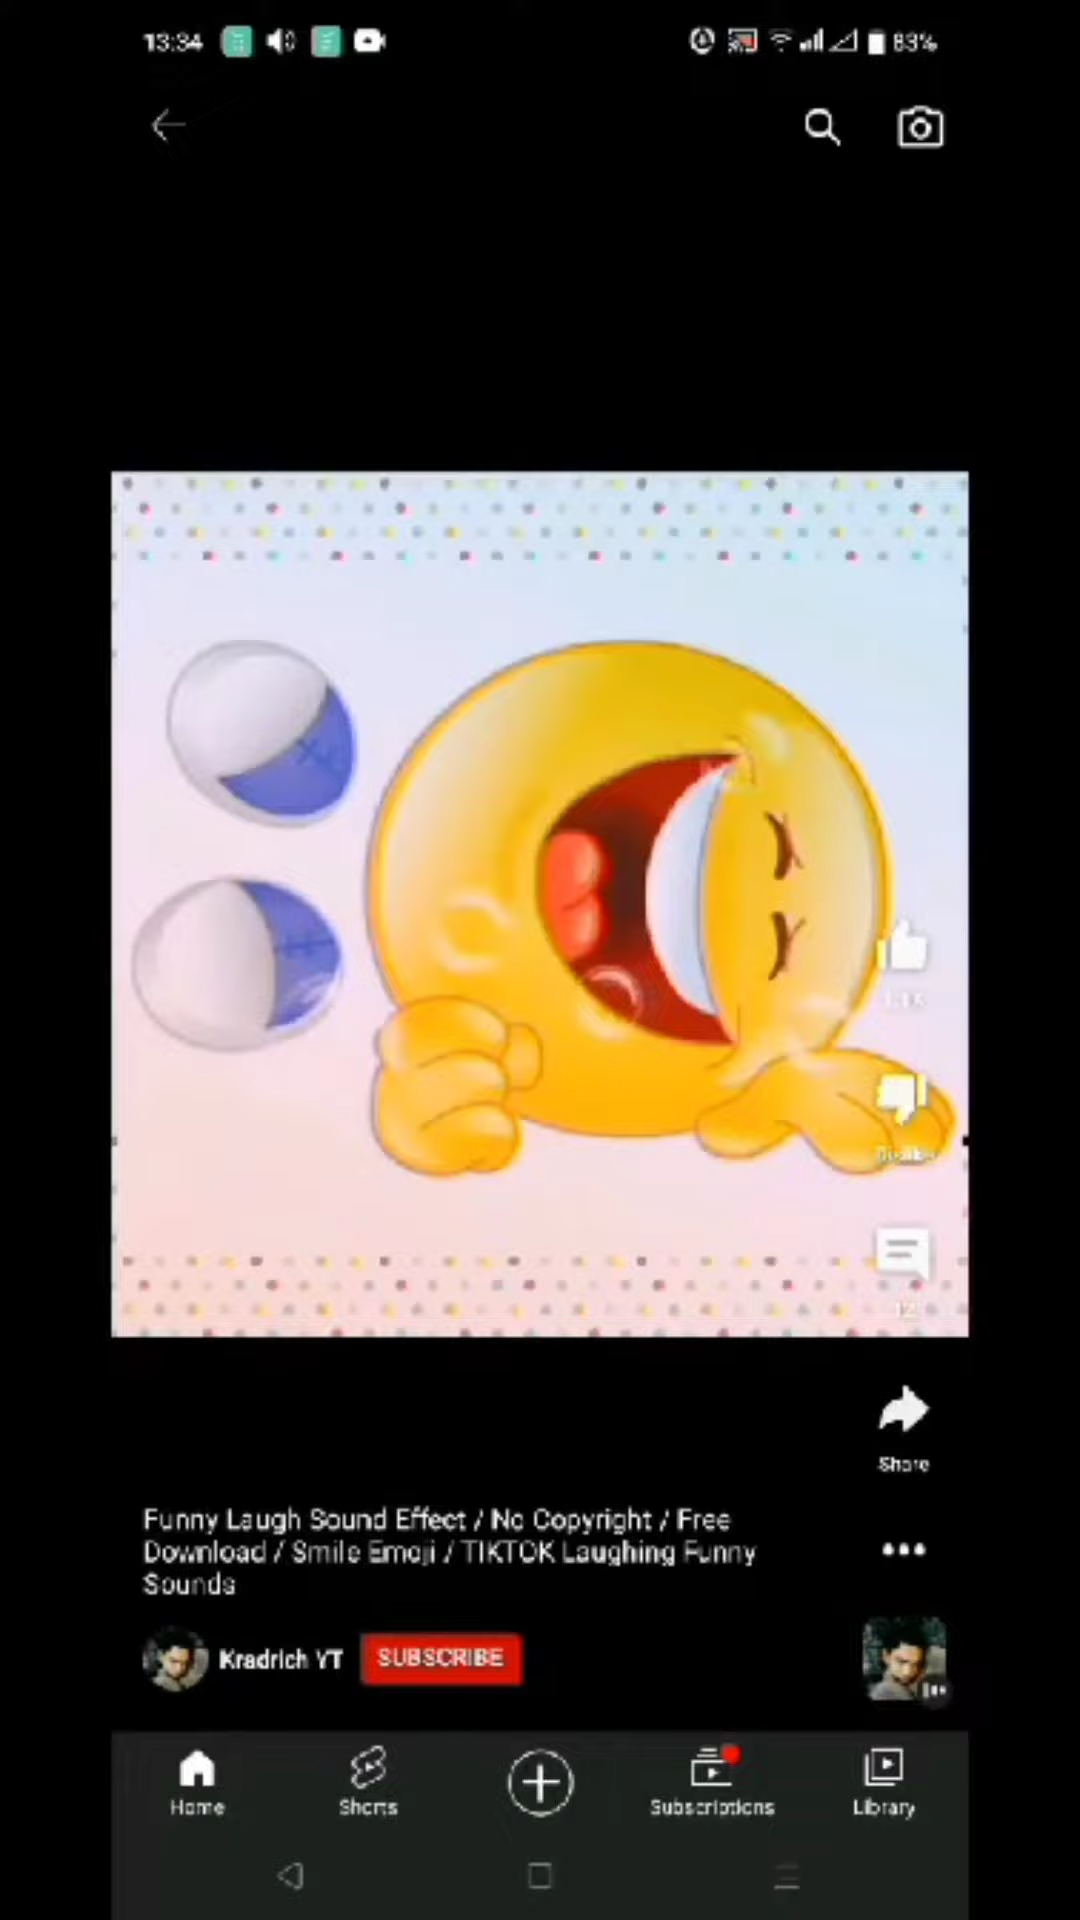 13:34
83%
Share
Funny Laugh Sound Effect / No Copyright / Free
Download / Smile Emoji / TIKTOK Laughing Funny
Sounds
Kradrich YT
SUBSCRIBE
Home
Shorts
Subscriptions
Library